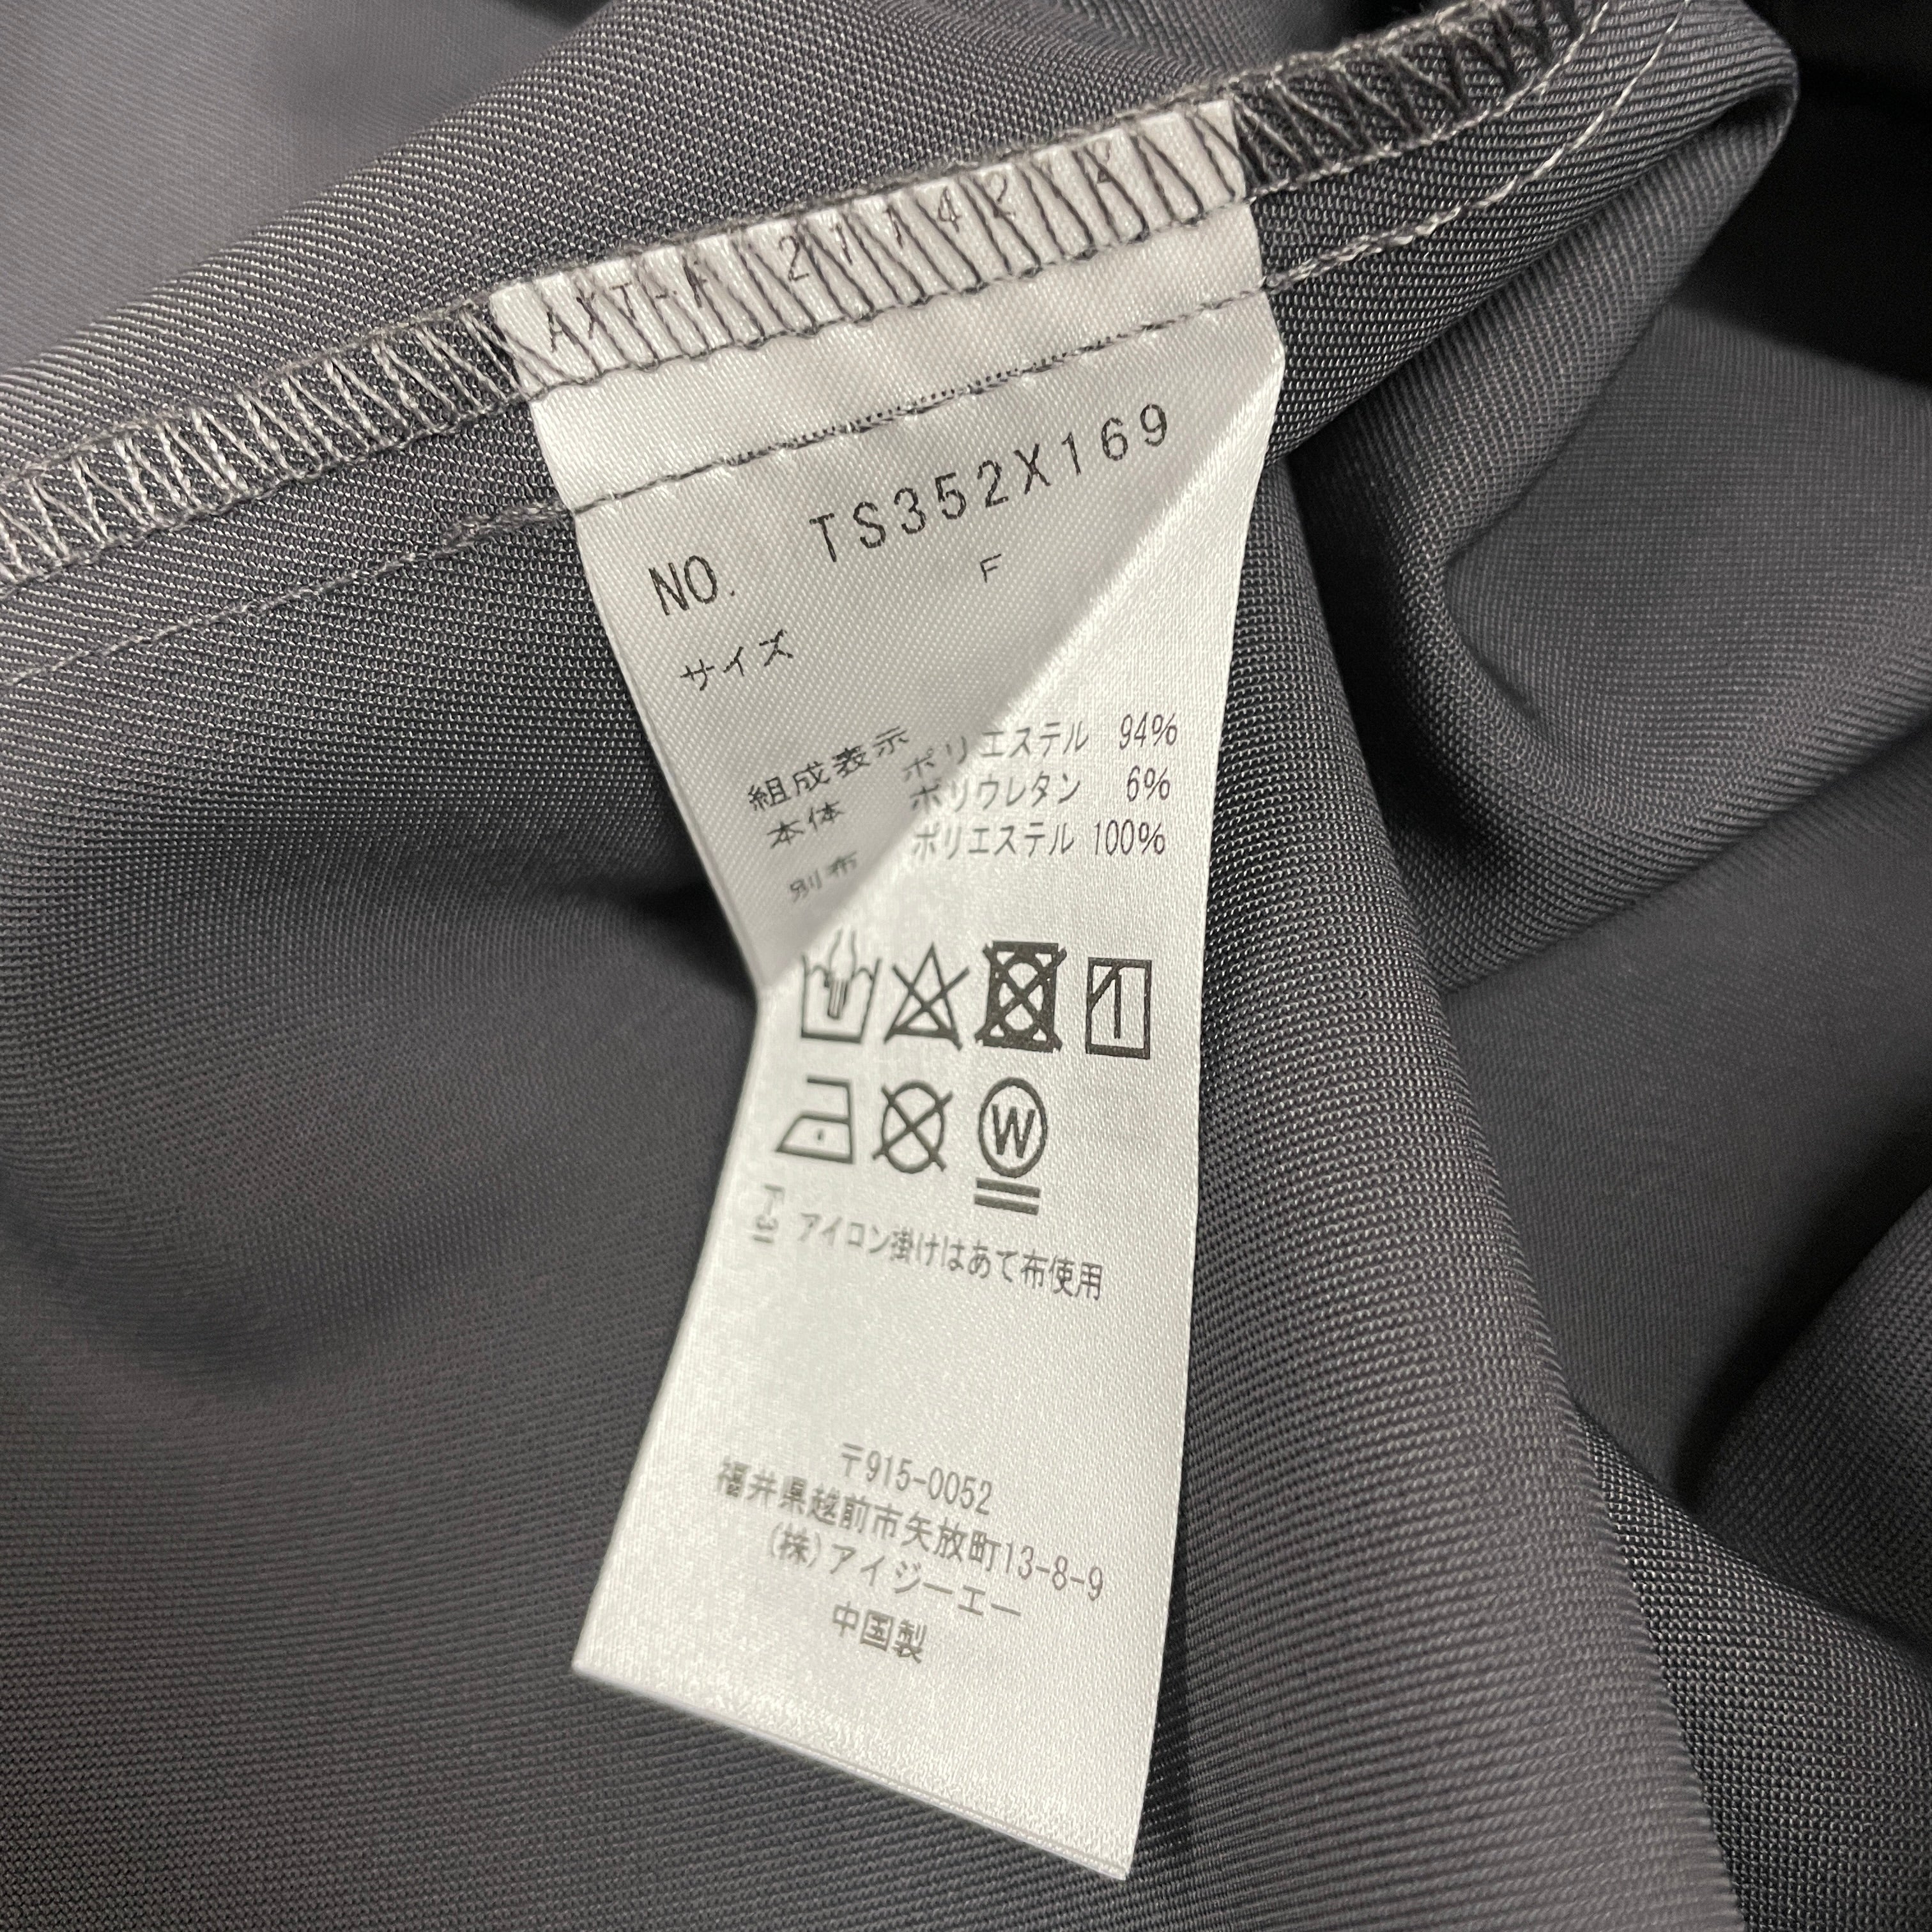 NO. TS352X169
サイズ F
組成表示
本体 ポリエステル 94%
ポリウレタン 6%
別布 ポリエステル 100%
W
アイロン掛けはあて布使用
〒915-0052
福井県越前市矢放町13-8-9
(株)アイジーエー
中国製